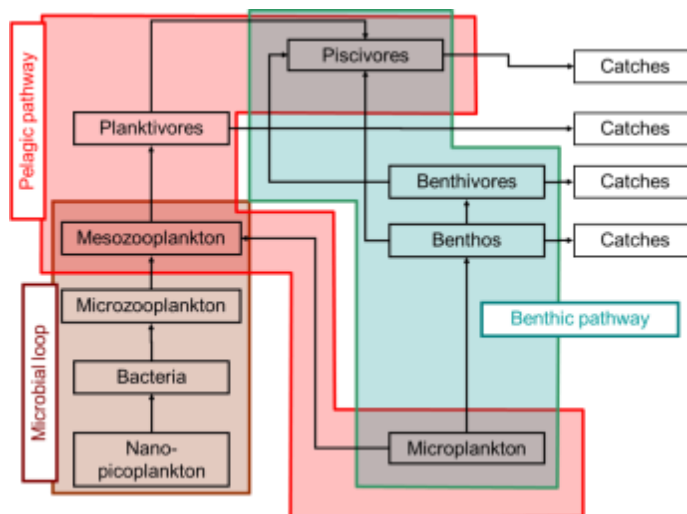 Pelagic pathway
Piscivores
Catches
Planktivores
Catches
Benthivores
Catches
Mesozooplankton
Benthos
Catches
Microbial loop
Microzooplankton
Benthic pathway
Bacteria
Nano-
picoplankton
Microplankton